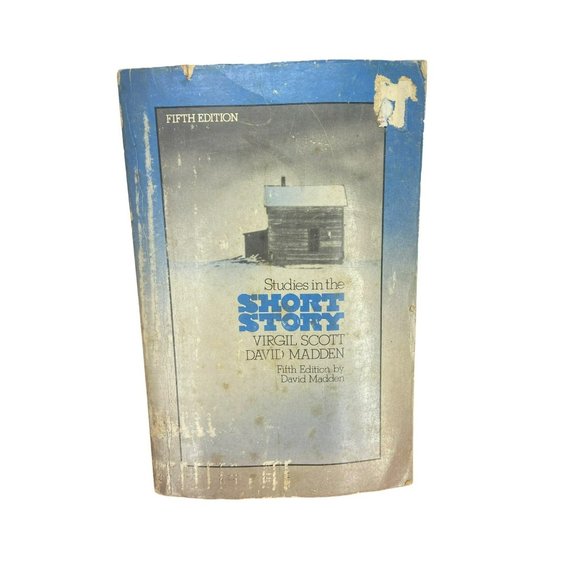 FIFTH EDITION
Studies in the
SHORT
STORY
VIRGIL SCOTT
DAVID MADDEN
Fifth Edition by
David Madden